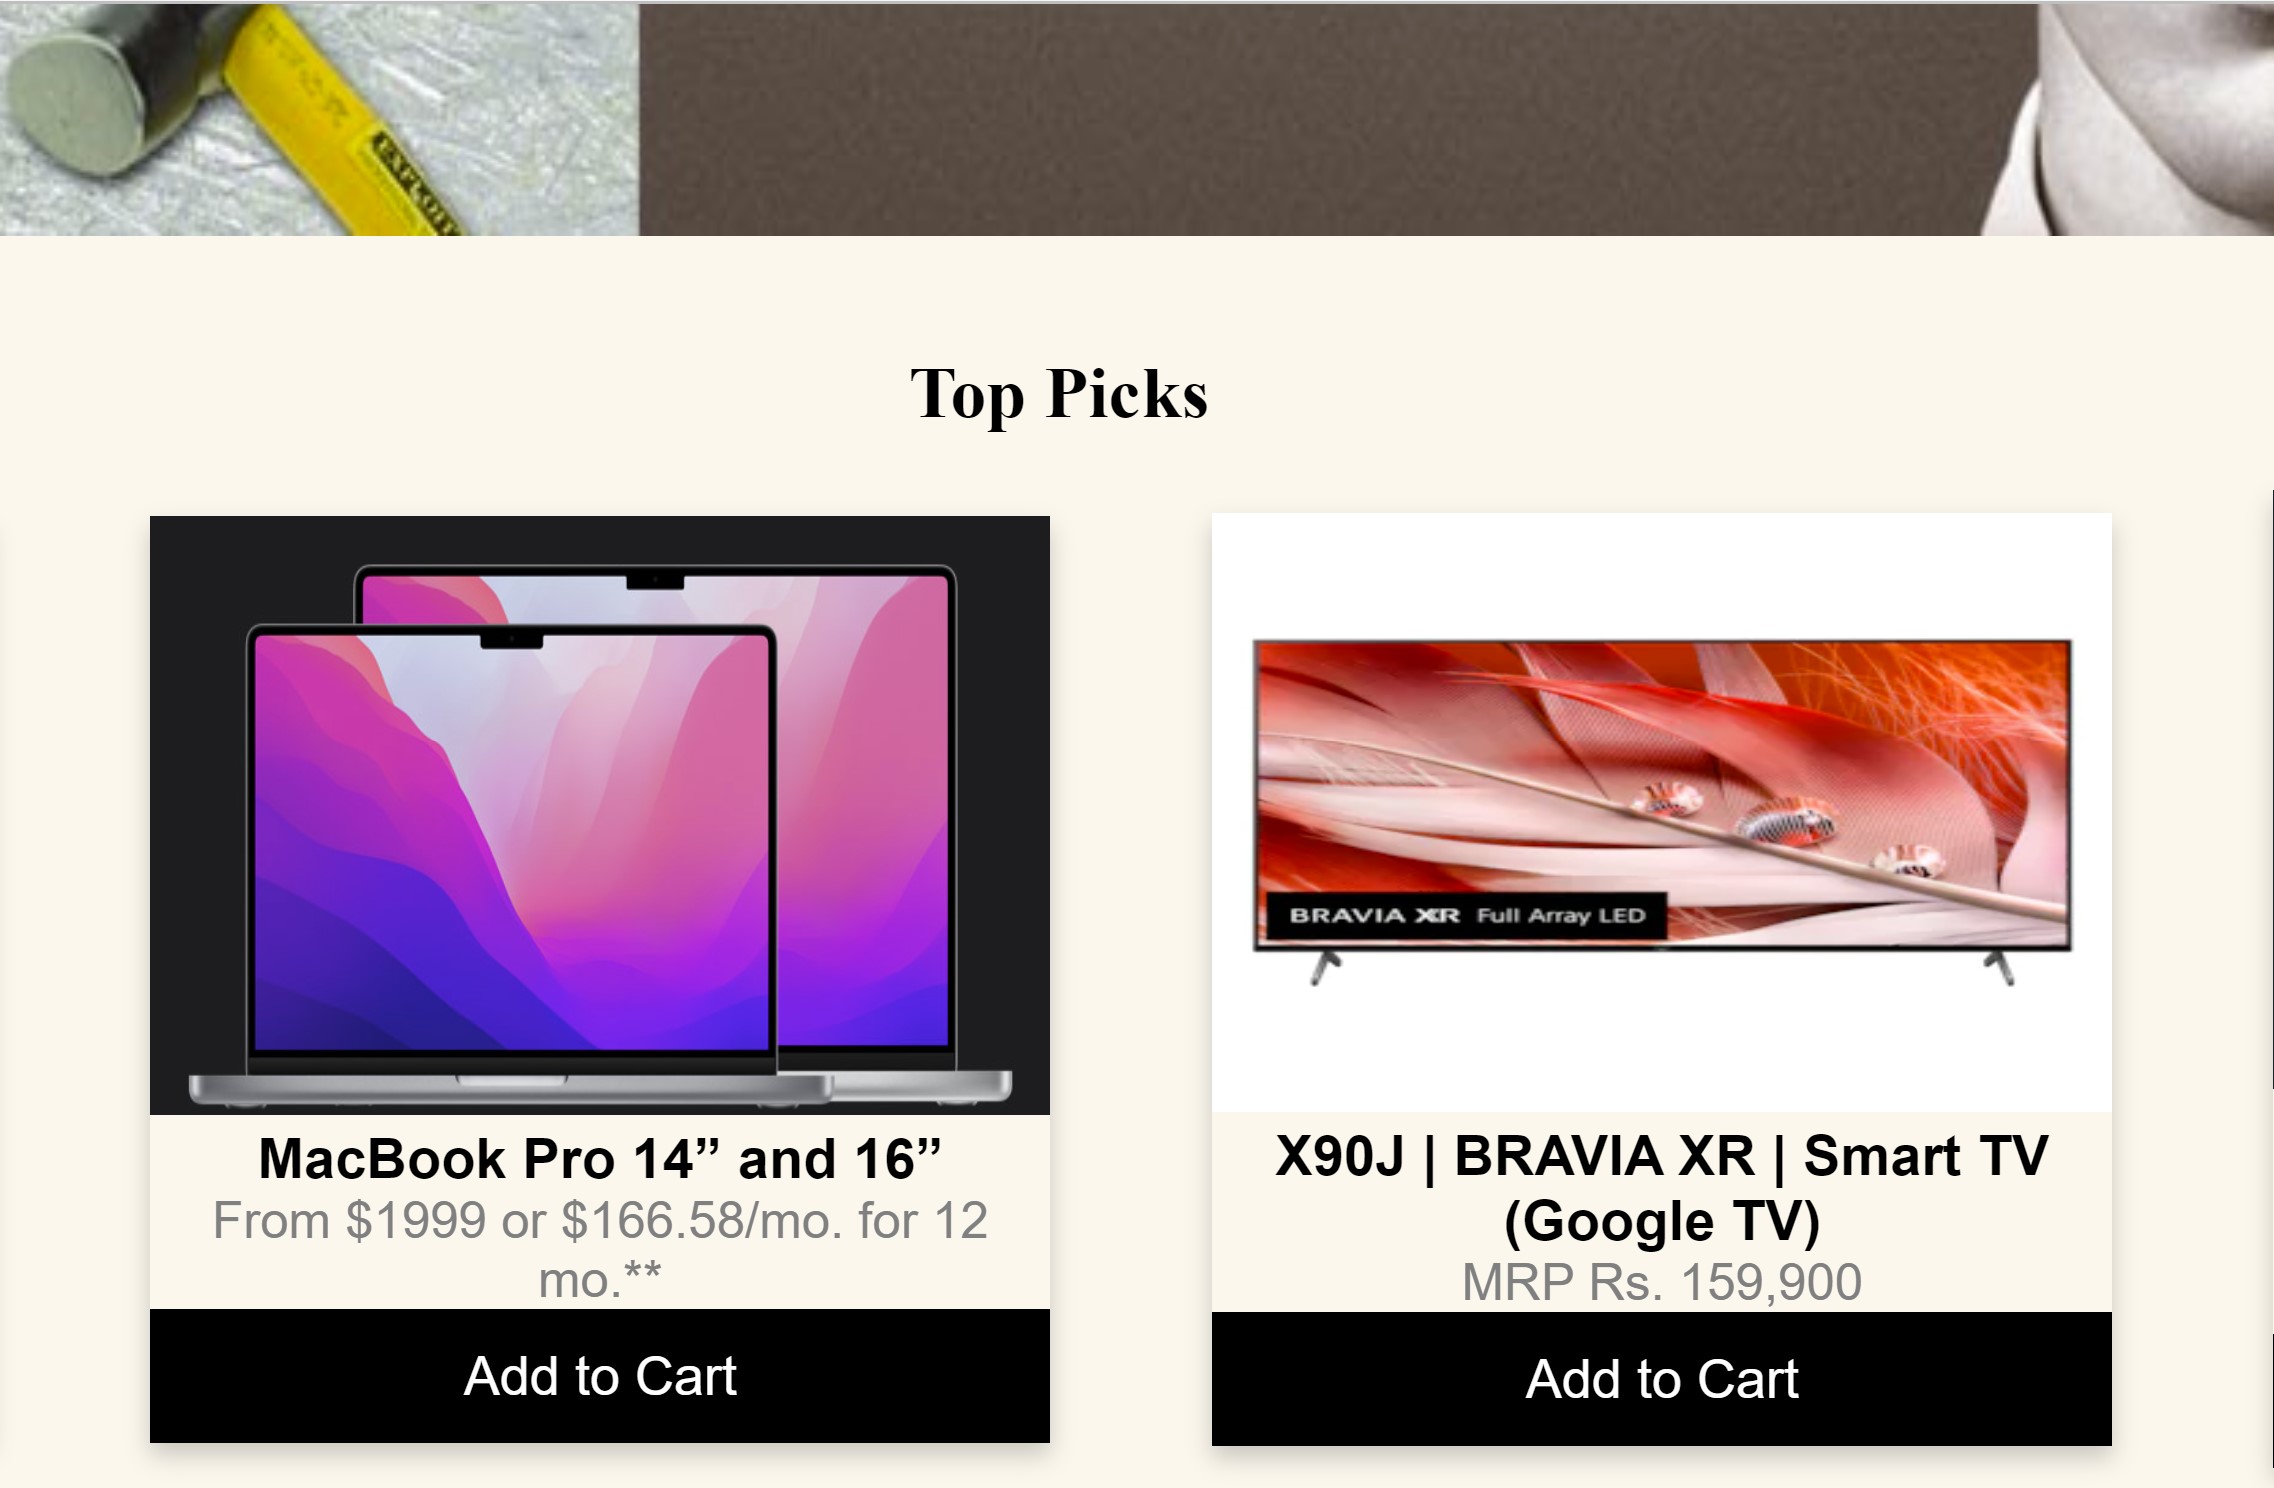 Top Picks
BRAVIA XR Full Array LED
MacBook Pro 14” and 16”
From $1999 or $166.58/mo. for 12
mo.**
Add to Cart
X90J | BRAVIA XR | Smart TV
(Google TV)
MRP Rs. 159,900
Add to Cart